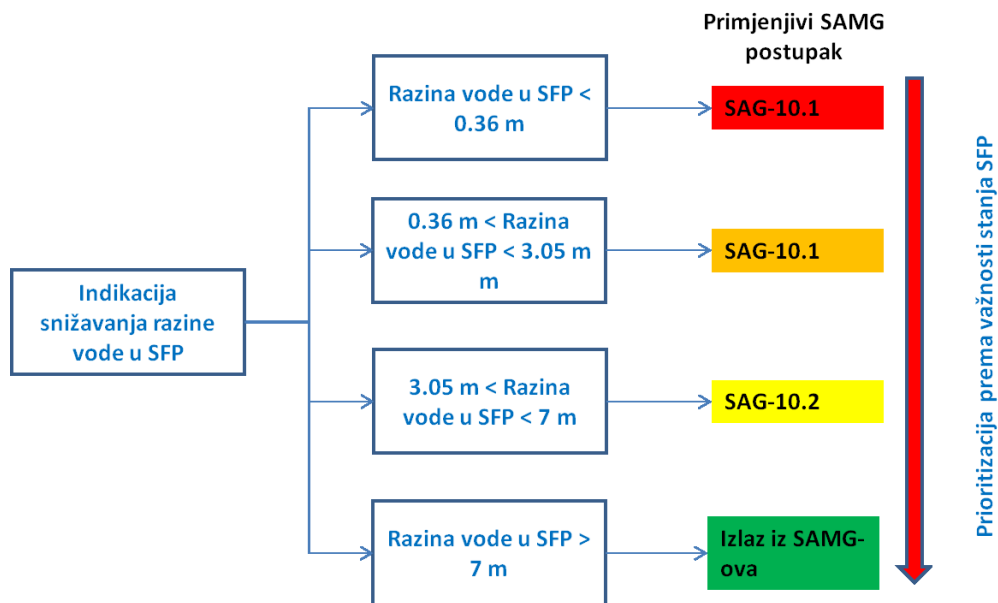 Primjenjivi SAMG
postupak
Razina vode u SFP <
0.36 m
SAG-10.1
0.36 m < Razina
vode u SFP < 3.05 m
m
SAG-10.1
Indikacija
snižavanja razine
vode u SFP
3.05 m < Razina
vode u SFP < 7 m
SAG-10.2
Razina vode u SFP >
7 m
Izlaz iz SAMG-
ova
Prioritizacija prema važnosti stanja SFP